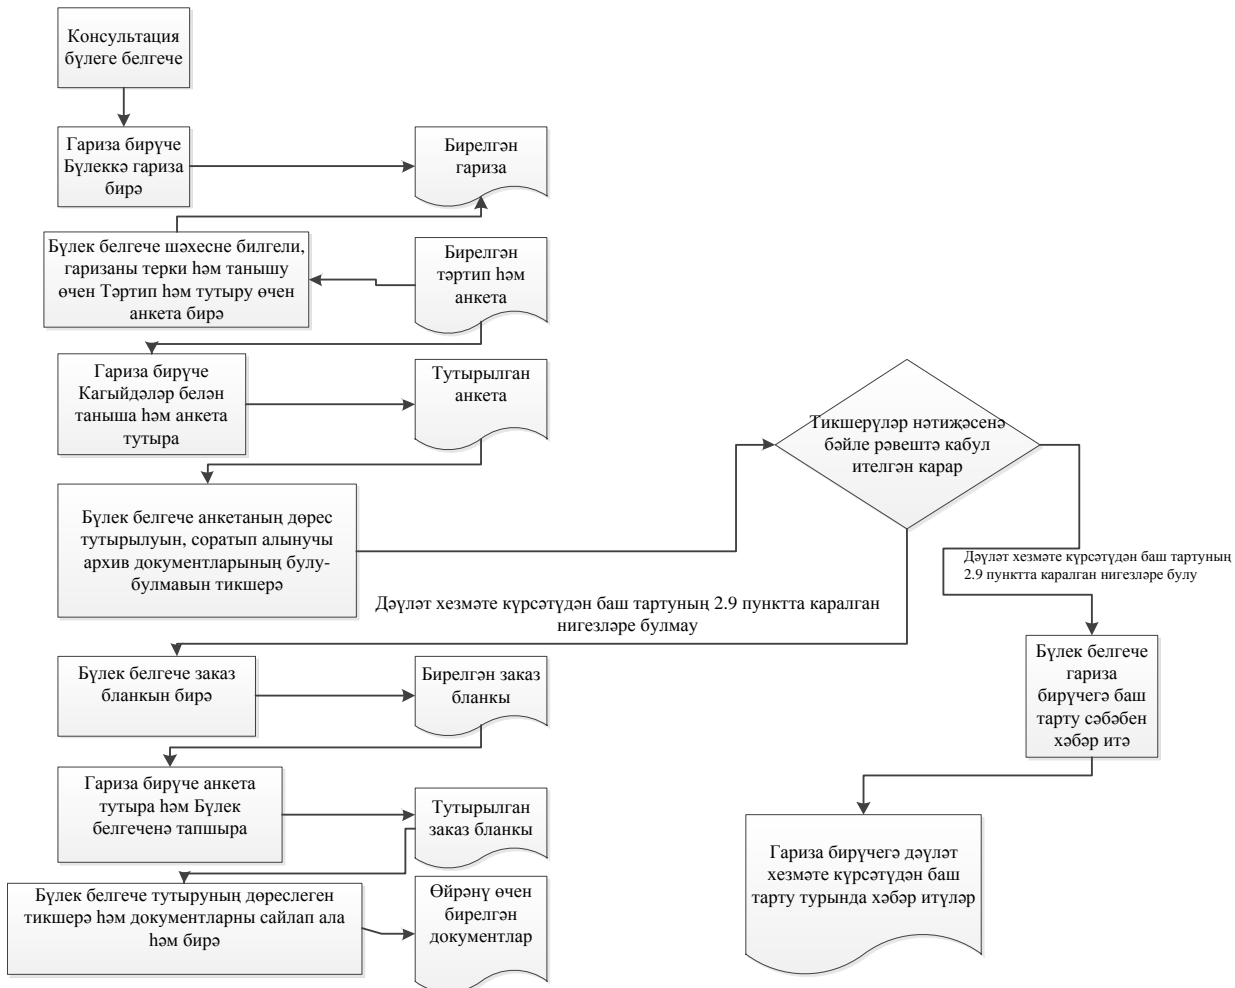 Консультация
бүлеге белгече
Гариза бирүче
Бүлеккә гариза
бирә
Бирелгән
гариза
Бүлек белгече шәхесне билгели,
гаризаны терки һәм танышу
өчен Тәртип һәм тутыру өчен
анкета бирә
Бирелгән
тәртип һәм
анкета
Гариза бирүче
Кагыйдәләр белән
таныша һәм анкета
тутыра
Тутырылган
анкета
Тикшерүләр нәтиҗәсенә
бәйле рәвештә кабул
ителгән карар
Бүлек белгече анкетаның дөрес
тутырылуын, соратып алынучы
архив документларының булу-
булмавын тикшерә
Дәүләт хезмәте күрсәтүдән баш тартуның
2.9 пунктта каралган нигезләре булу
Дәүләт хезмәте күрсәтүдән баш тартуның 2.9 пунктта каралган
нигезләре булмау
Бүлек белгече заказ
бланкын бирә
Бирелгән заказ
бланкы
Бүлек белгече
гариза
бирүчегә баш
тарту сәбәбен
хәбәр итә
Гариза бирүче анкета
тутыра һәм Бүлек
белгеченә тапшыра
Тутырылган
заказ бланкы
Гариза бирүчегә дәүләт
хезмәте күрсәтүдән баш
тарту турында хәбәр итүләр
Бүлек белгече тутыруның дөреслеген
тикшерә һәм документларны сайлап ала
һәм бирә
Өйрәнү өчен
бирелгән
документлар